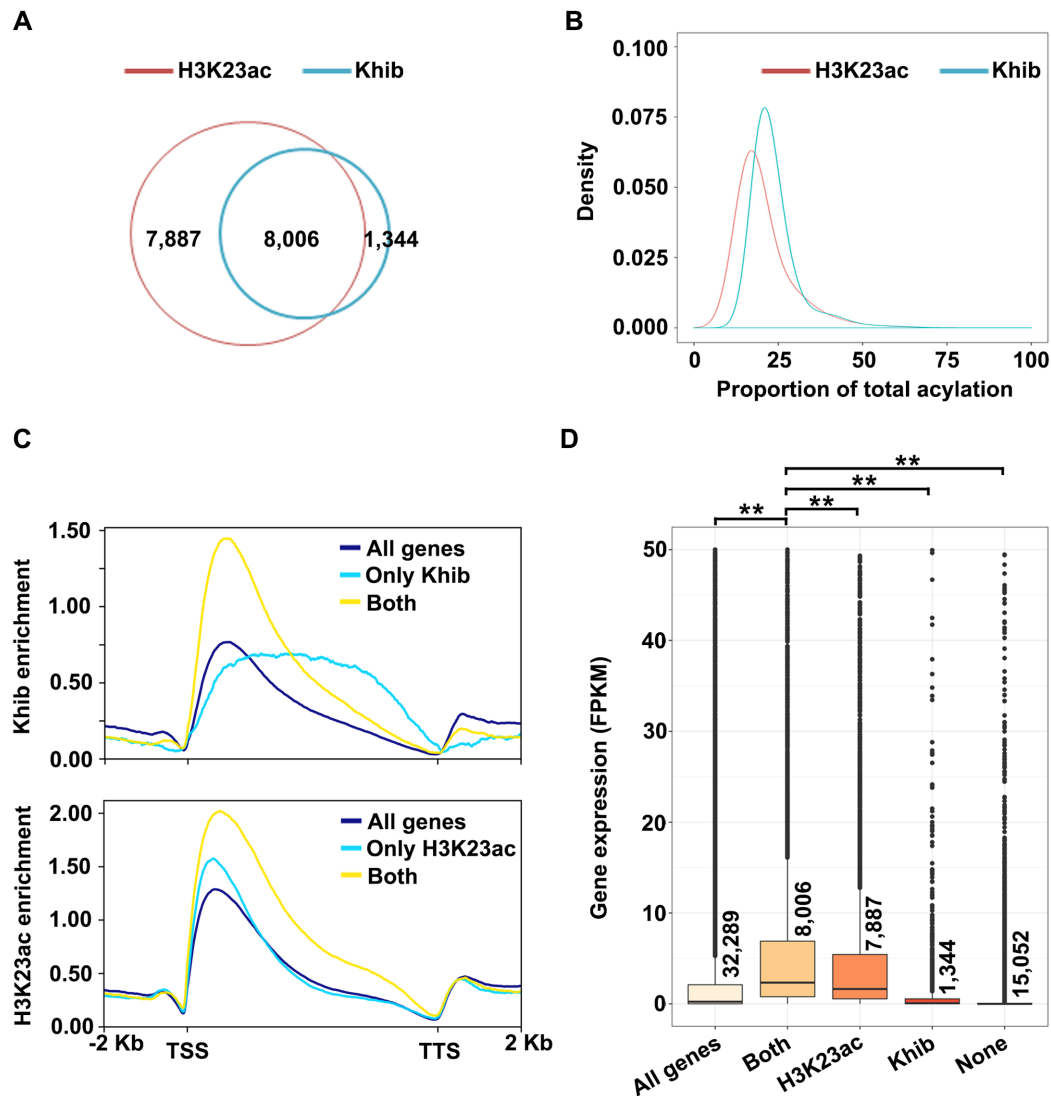 A
H3K23ac Khib
7,887 8,006 1,344
B
H3K23ac Khib
0.100
0.075
0.050
0.025
0.000
Density
0 25 50 75 100
Proportion of total acylation
C
Khib enrichment
1.50
1.00
0.50
0.00
All genes
Only Khib
Both
H3K23ac enrichment
2.00
1.50
1.00
0.50
0.00
All genes
Only H3K23ac
Both
-2 Kb TSS TTS 2 Kb
D
**
**
** **
Gene expression (FPKM)
50
40
30
20
10
0
32,289
8,006
7,887
1,344
15,052
All genes
Both
H3K23ac
Khib
None